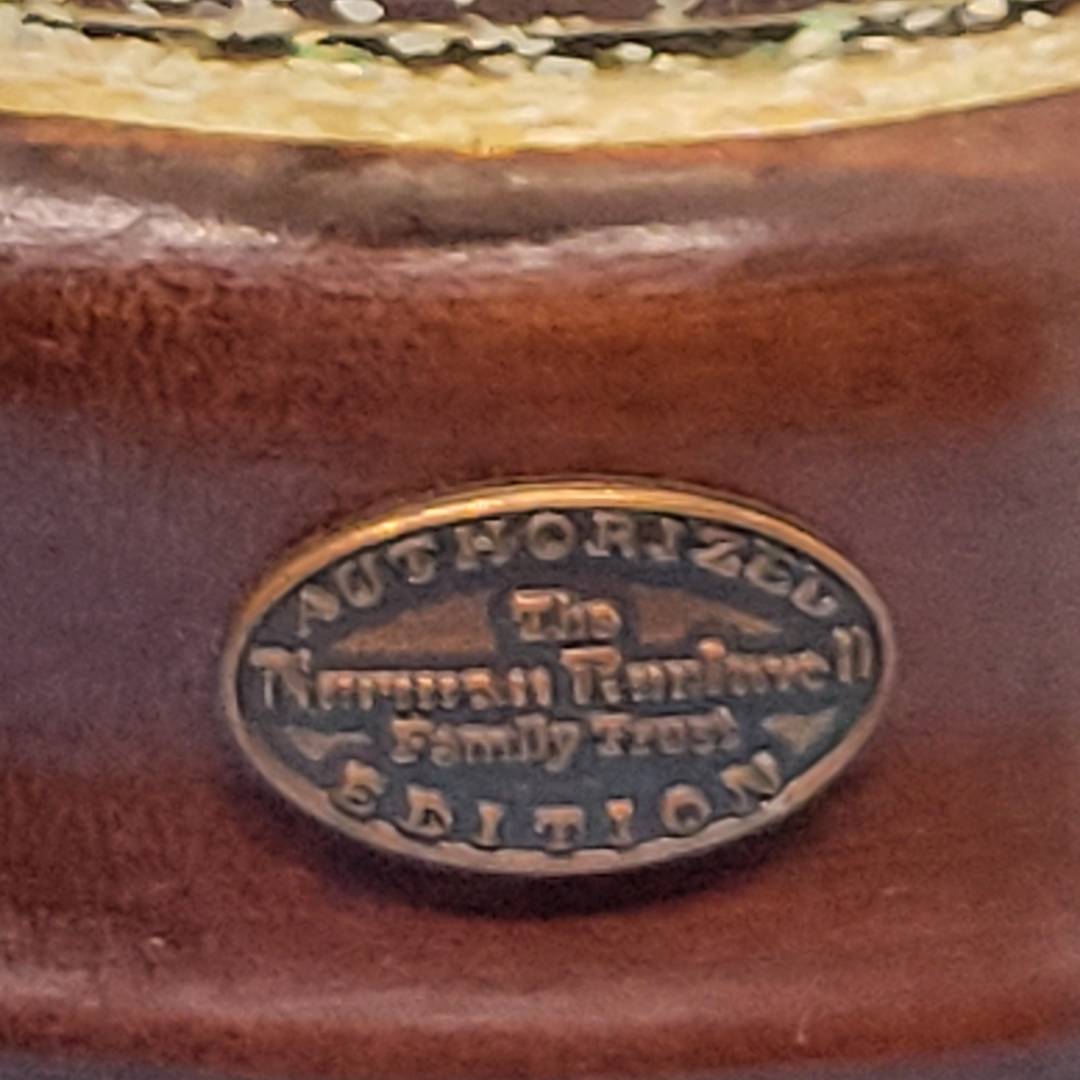 AUTHORIZED
The
Norman Rockwell
Family Trust
EDITION